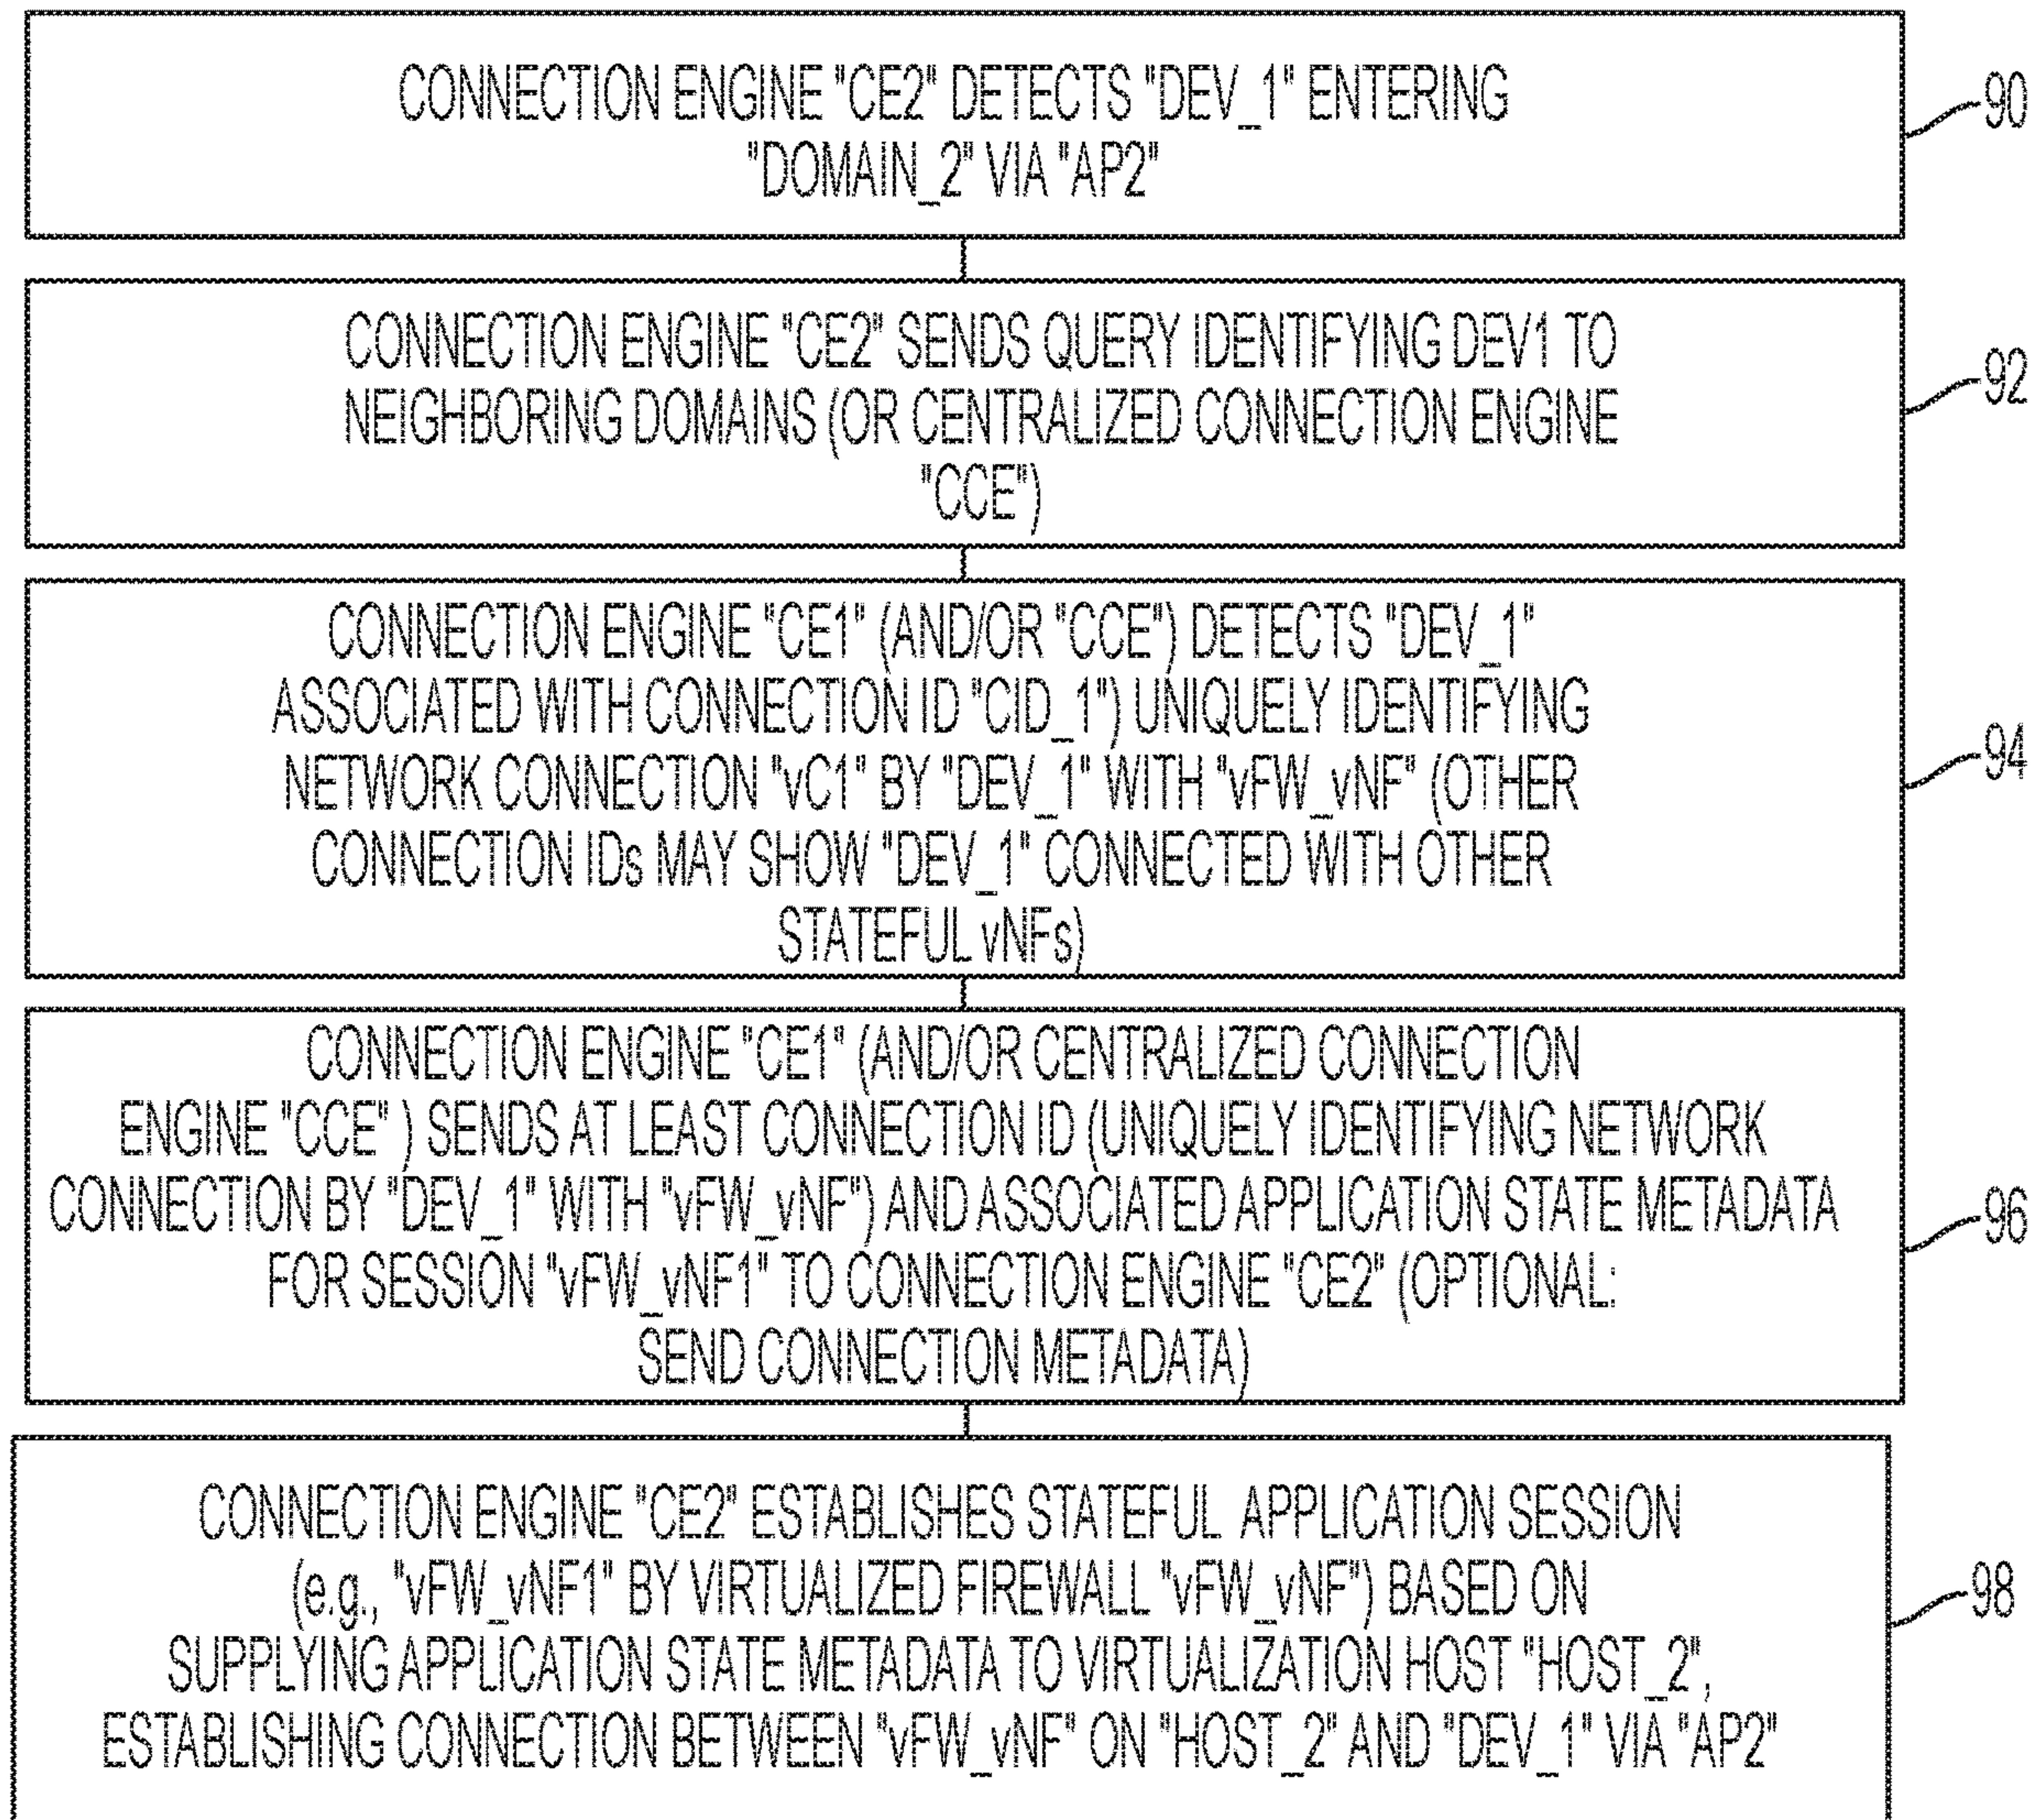 CONNECTION ENGINE "CE2" DETECTS "DEV_1" ENTERING
"DOMAIN_2" VIA "AP2"
90
CONNECTION ENGINE "CE2" SENDS QUERY IDENTIFYING DEV1 TO
NEIGHBORING DOMAINS (OR CENTRALIZED CONNECTION ENGINE
"CCE")
92
CONNECTION ENGINE "CE1" (AND/OR "CCE") DETECTS "DEV_1"
ASSOCIATED WITH CONNECTION ID "CID_1") UNIQUELY IDENTIFYING
NETWORK CONNECTION "vC1" BY "DEV_1" WITH "vFW_vNF" (OTHER
CONNECTION IDs MAY SHOW "DEV_1" CONNECTED WITH OTHER
STATEFUL vNFs)
94
CONNECTION ENGINE "CE1" (AND/OR CENTRALIZED CONNECTION
ENGINE "CCE" ) SENDS AT LEAST CONNECTION ID (UNIQUELY IDENTIFYING NETWORK
CONNECTION BY "DEV_1" WITH "vFW_vNF") AND ASSOCIATED APPLICATION STATE METADATA
FOR SESSION "vFW_vNF1" TO CONNECTION ENGINE "CE2" (OPTIONAL:
SEND CONNECTION METADATA)
96
CONNECTION ENGINE "CE2" ESTABLISHES STATEFUL APPLICATION SESSION
(e.g., "vFW_vNF1" BY VIRTUALIZED FIREWALL "vFW_vNF") BASED ON
SUPPLYING APPLICATION STATE METADATA TO VIRTUALIZATION HOST "HOST_2",
ESTABLISHING CONNECTION BETWEEN "vFW_vNF" ON "HOST_2" AND "DEV_1" VIA "AP2"
98